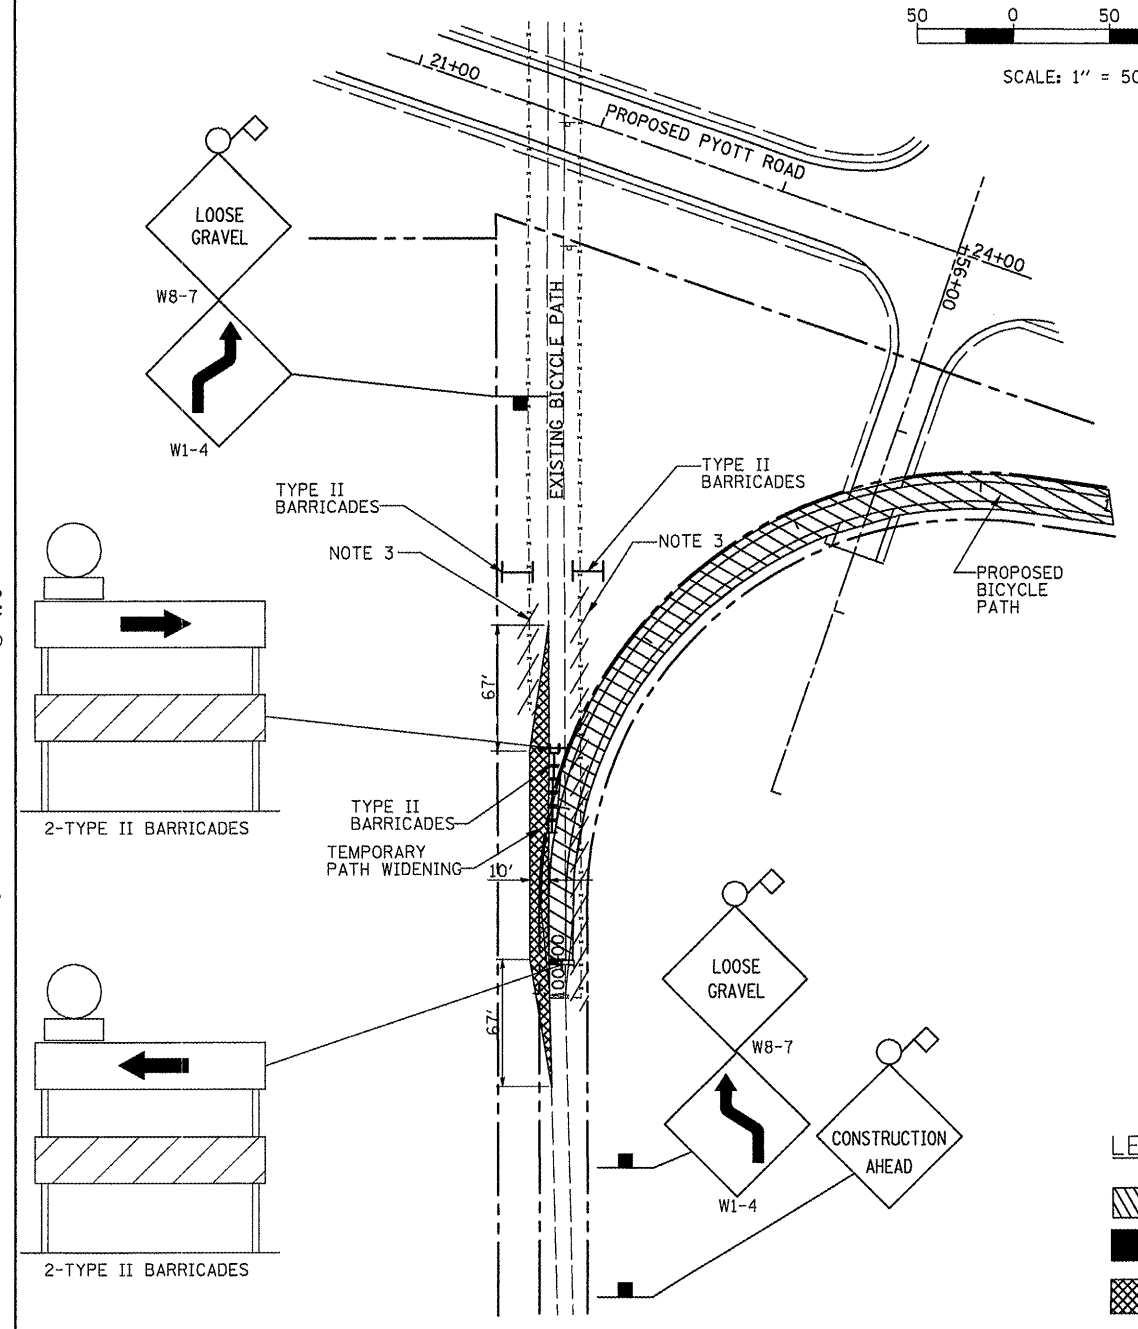 50 0 50
SCALE: 1" = 50
21+00
PROPOSED PYOTT ROAD
24+00
+56+00
LOOSE
GRAVEL
W8-7
W1-4
EXISTING BICYCLE PATH
TYPE II
BARRICADES
NOTE 3
TYPE II
BARRICADES
NOTE 3
PROPOSED
BICYCLE
PATH
67'
2-TYPE II BARRICADES
TYPE II
BARRICADES
TEMPORARY
PATH WIDENING
10'
100+00
67'
LOOSE
GRAVEL
W8-7
W1-4
CONSTRUCTION
AHEAD
2-TYPE II BARRICADES
LE